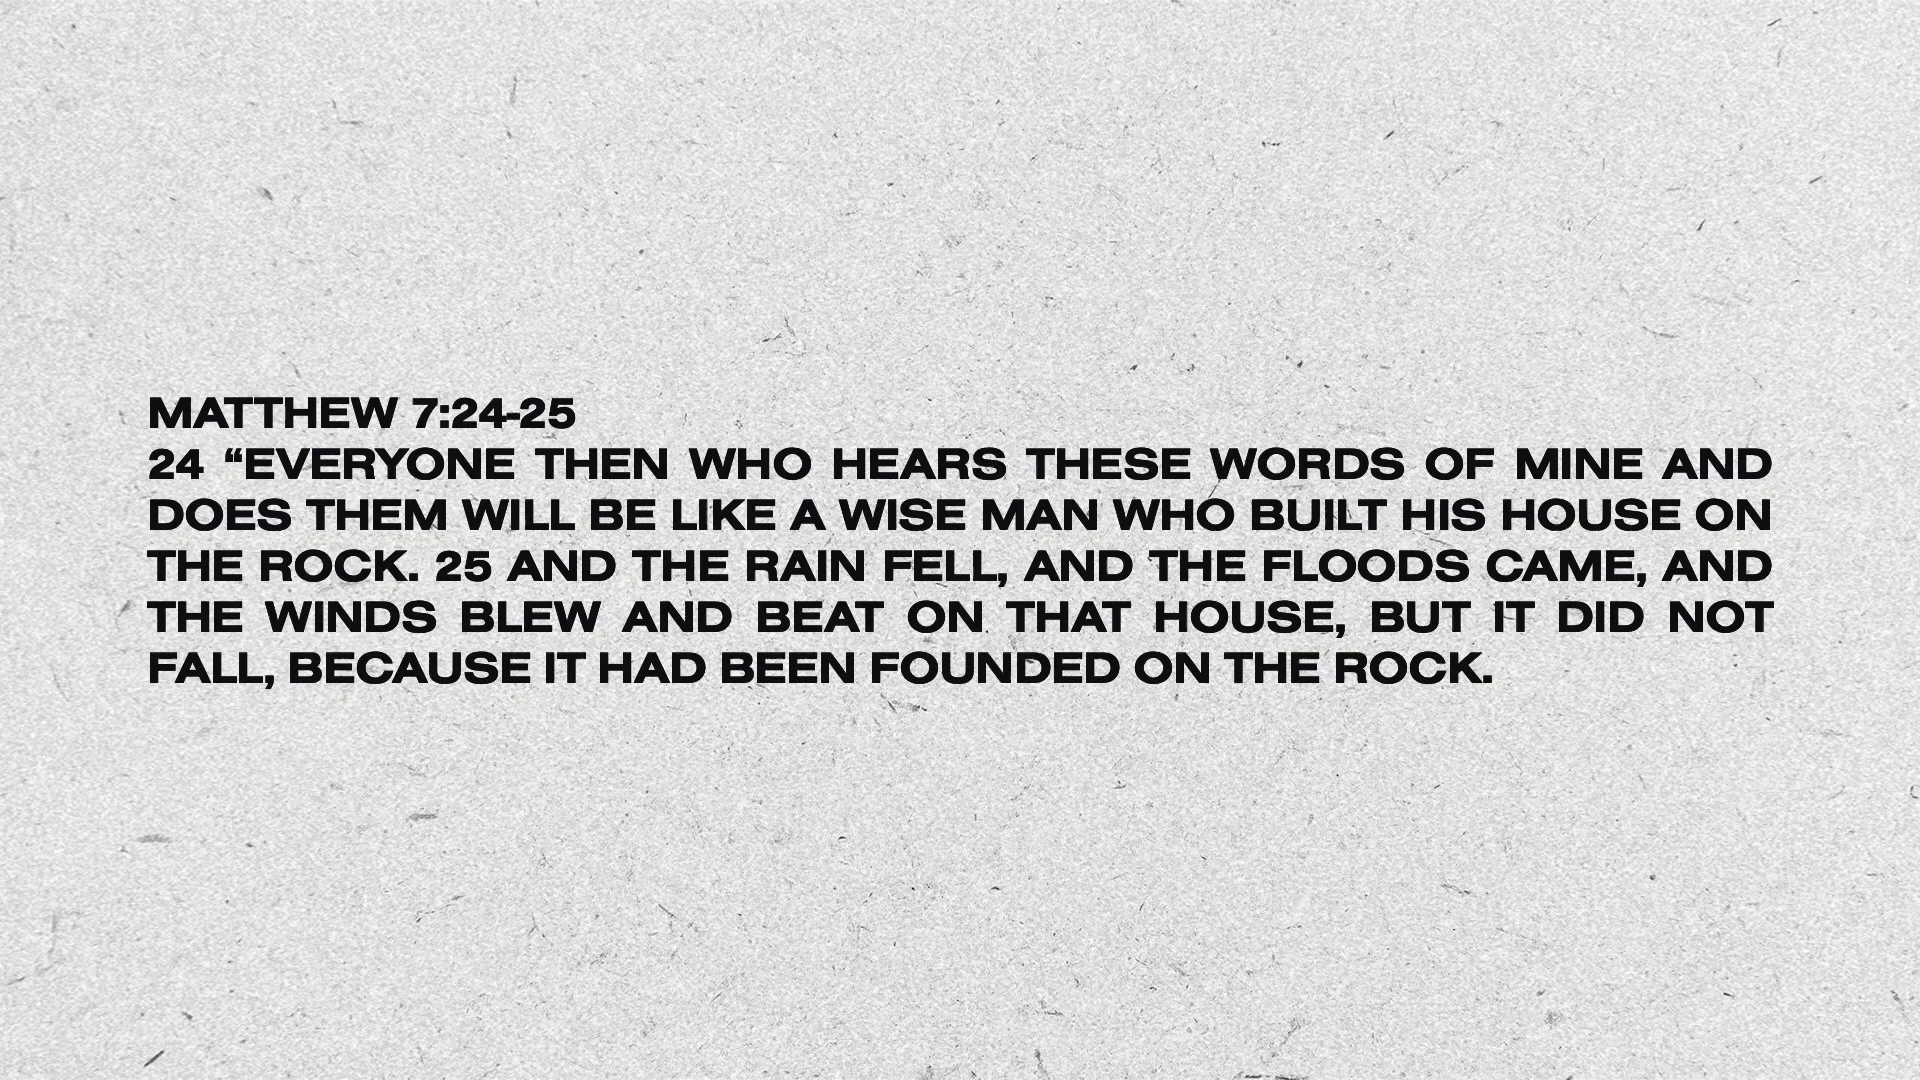 MATTHEW 7:24-25
24 “EVERYONE THEN WHO HEARS THESE WORDS OF MINE AND
DOES THEM WILL BE LIKE A WISE MAN WHO BUILT HIS HOUSE ON
THE ROCK. 25 AND THE RAIN FELL, AND THE FLOODS CAME, AND
THE WINDS BLEW AND BEAT ON THAT HOUSE, BUT IT DID NOT
FALL, BECAUSE IT HAD BEEN FOUNDED ON THE ROCK.